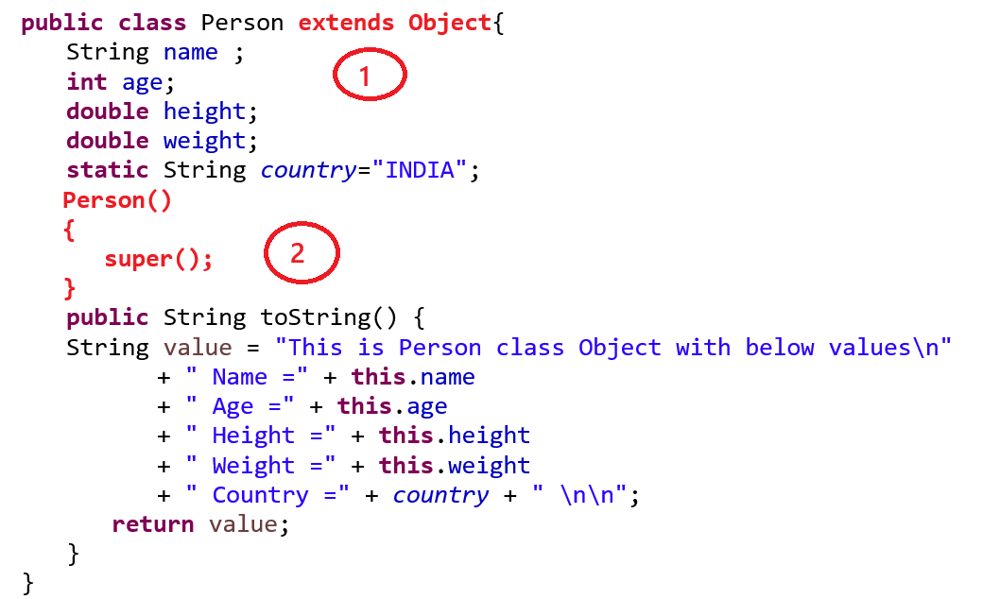 public class Person extends Object{
String name ;
1
int age;
double height;
double weight;
static String country="INDIA";
Person()
{
super();
2
}
public String toString() {
String value = "This is Person class Object with below values\n"
+ " Name =" + this.name
+ " Age =" + this.age
+ " Height =" + this.height
+ " Weight =" + this.weight
+ " Country =" + country + " \n\n";
return value;
}
}